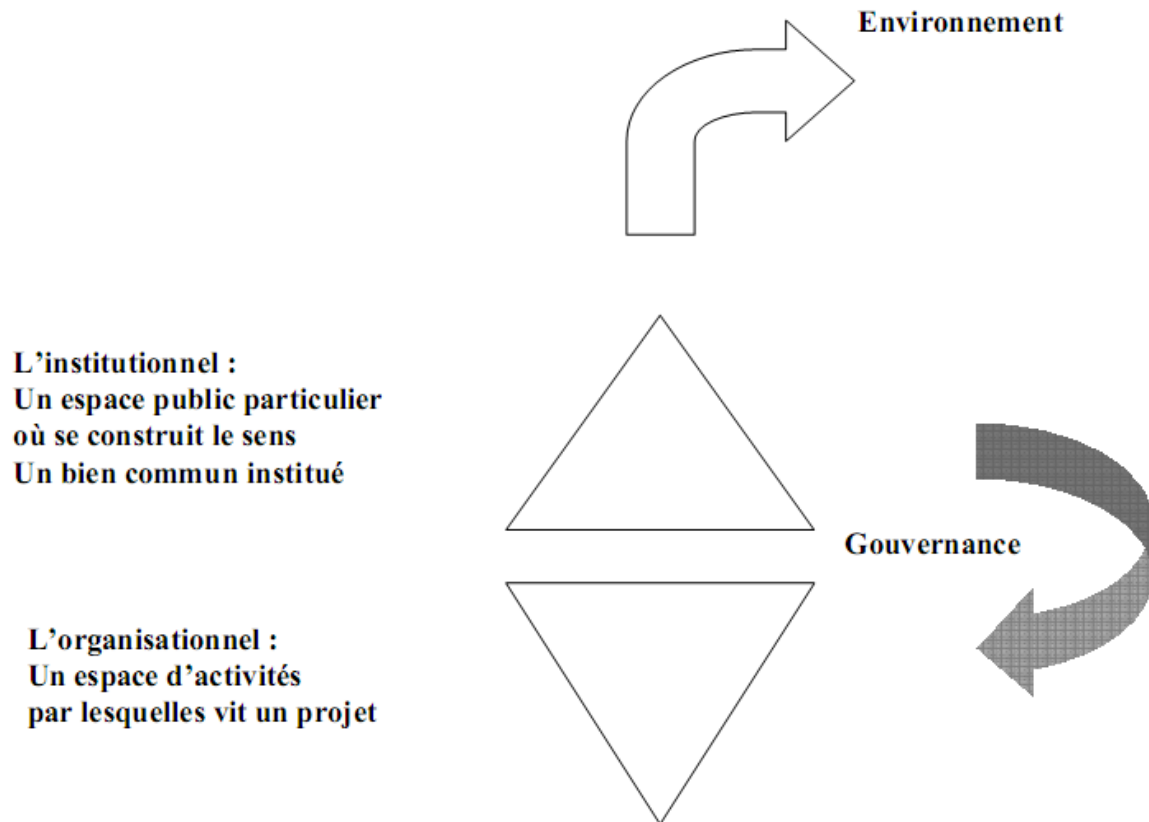 Environnement
L’institutionnel :
Un espace public particulier
où se construit le sens
Un bien commun institué
Gouvernance
L’organisationnel :
Un espace d’activités
par lesquelles vit un projet